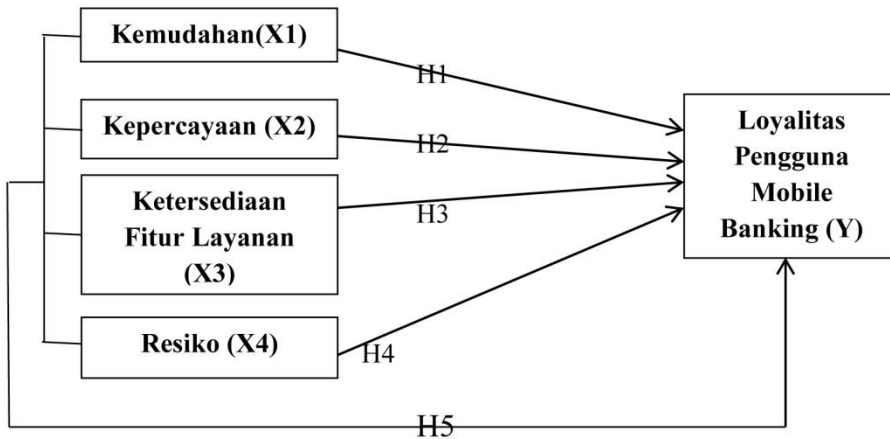 Kemudahan(X1)
H1
Kepercayaan (X2)
H2
Ketersediaan
Fitur Layanan
(X3)
H3
Resiko (X4)
H4
Loyalitas
Pengguna
Mobile
Banking (Y)
H5